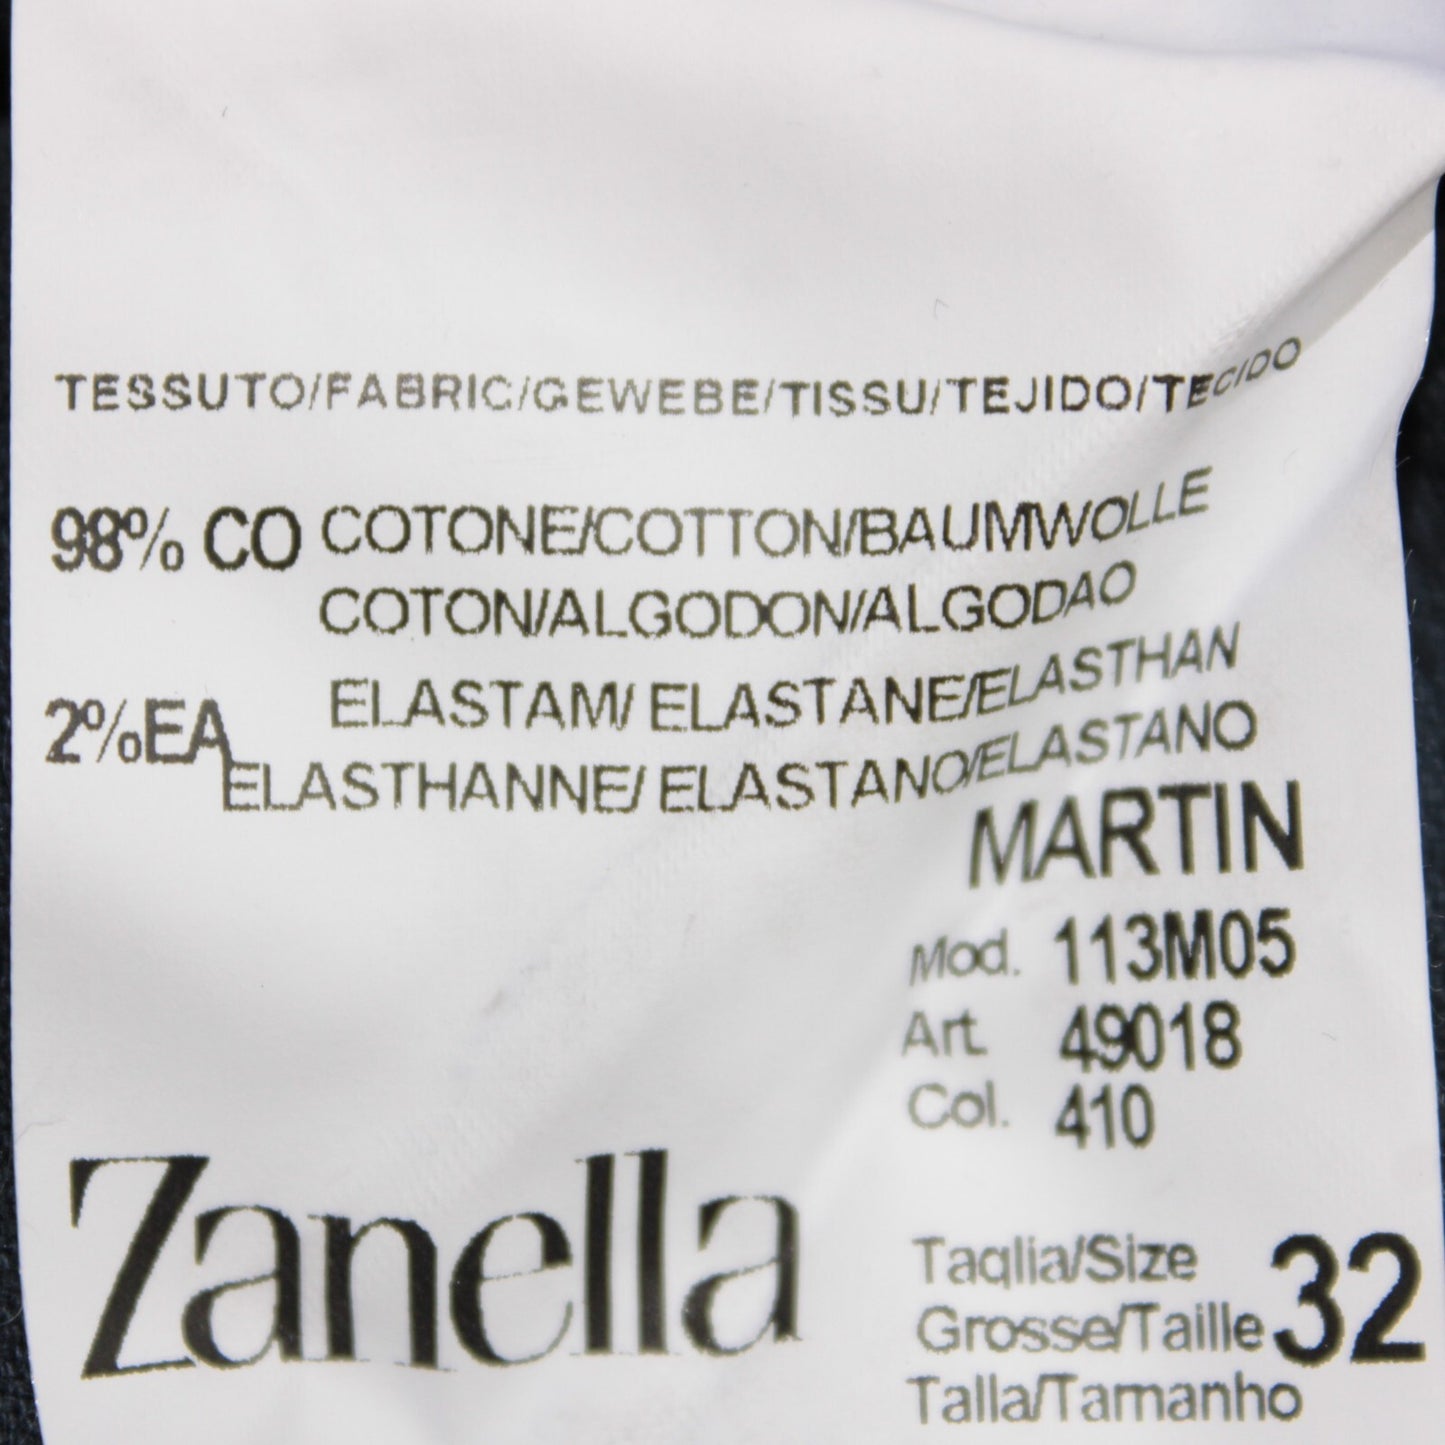 TESSUTO/FABRIC/GEWEBE/TISSU/TEJIDO/TECIDO
98% CO COTONE/COTTON/BAUMWOLLE
COTON/ALGODON/ALGODAO
2%EA ELASTAM/ ELASTANE/ELASTHAN
ELASTHANNE/ ELASTANO/ELASTANO
MARTIN
Mod. 113M05
Art. 49018
Col. 410
Zanella
Taglia/Size
Grosse/Taille 32
Talla/Tamanho